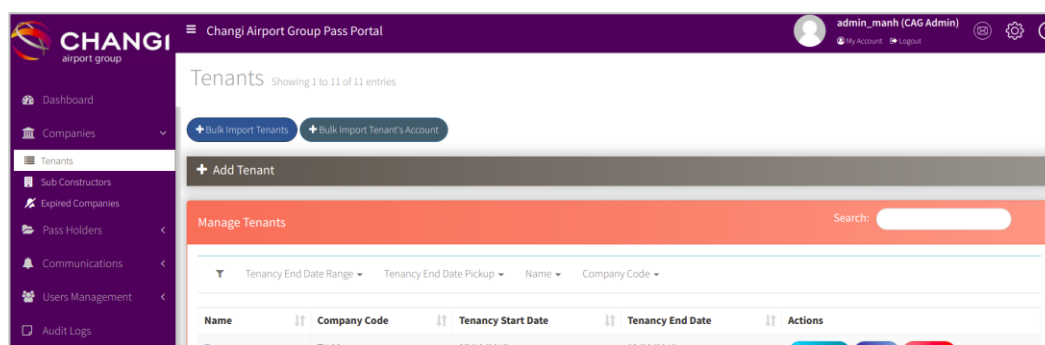 CHANGI
airport group
Changi Airport Group Pass Portal
admin_manh (CAG Admin)
My Account Logout
Dashboard
Companies
Tenants
Sub Constructors
Expired Companies
Pass Holders
Communications
Users Management
Audit Logs
Tenants Showing 1 to 11 of 11 entries
Bulk Import Tenants Bulk Import Tenant's Account
Add Tenant
Manage Tenants Search:
Tenancy End Date Range Tenancy End Date Pickup Name Company Code
Name Company Code Tenancy Start Date Tenancy End Date Actions